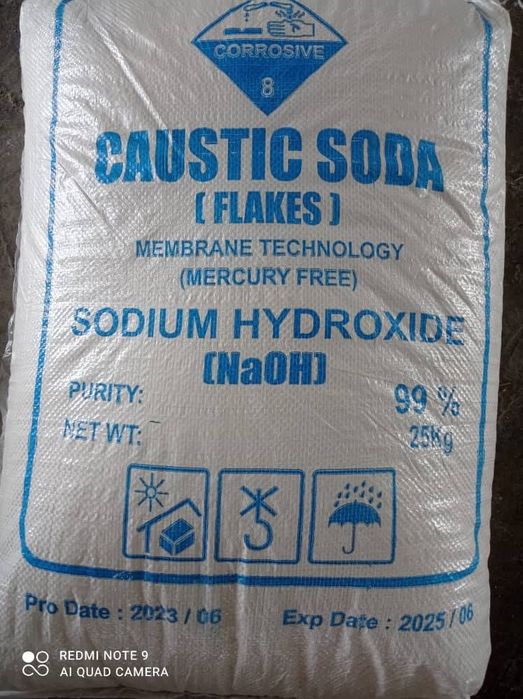 CORROSIVE
8
CAUSTIC SODA
( FLAKES )
MEMBRANE TECHNOLOGY
(MERCURY FREE)
SODIUM HYDROXIDE
(NaOH)
PURITY: 99 %
NET WT: 25Kg
Pro Date : 2023 / 06 Exp Date : 2025 / 06
REDMI NOTE 9
AI QUAD CAMERA